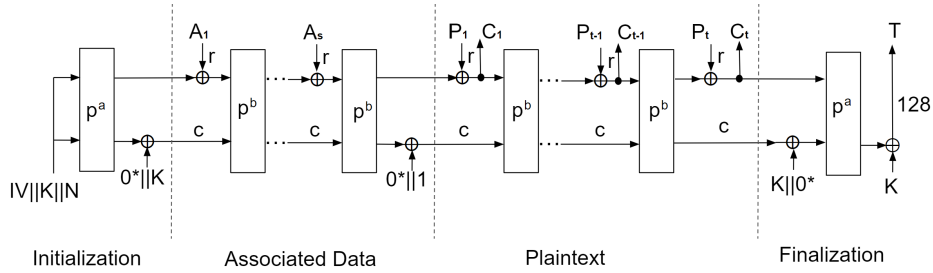 A₁ Aₛ P₁ C₁ Pₜ₋₁ Cₜ₋₁ Pₜ Cₜ T
r r r r r
pᵃ pᵇ pᵇ pᵇ pᵇ pᵃ 128
c c c c c
IV||K||N 0*||K 0*||1 K||0* K
Initialization Associated Data Plaintext Finalization